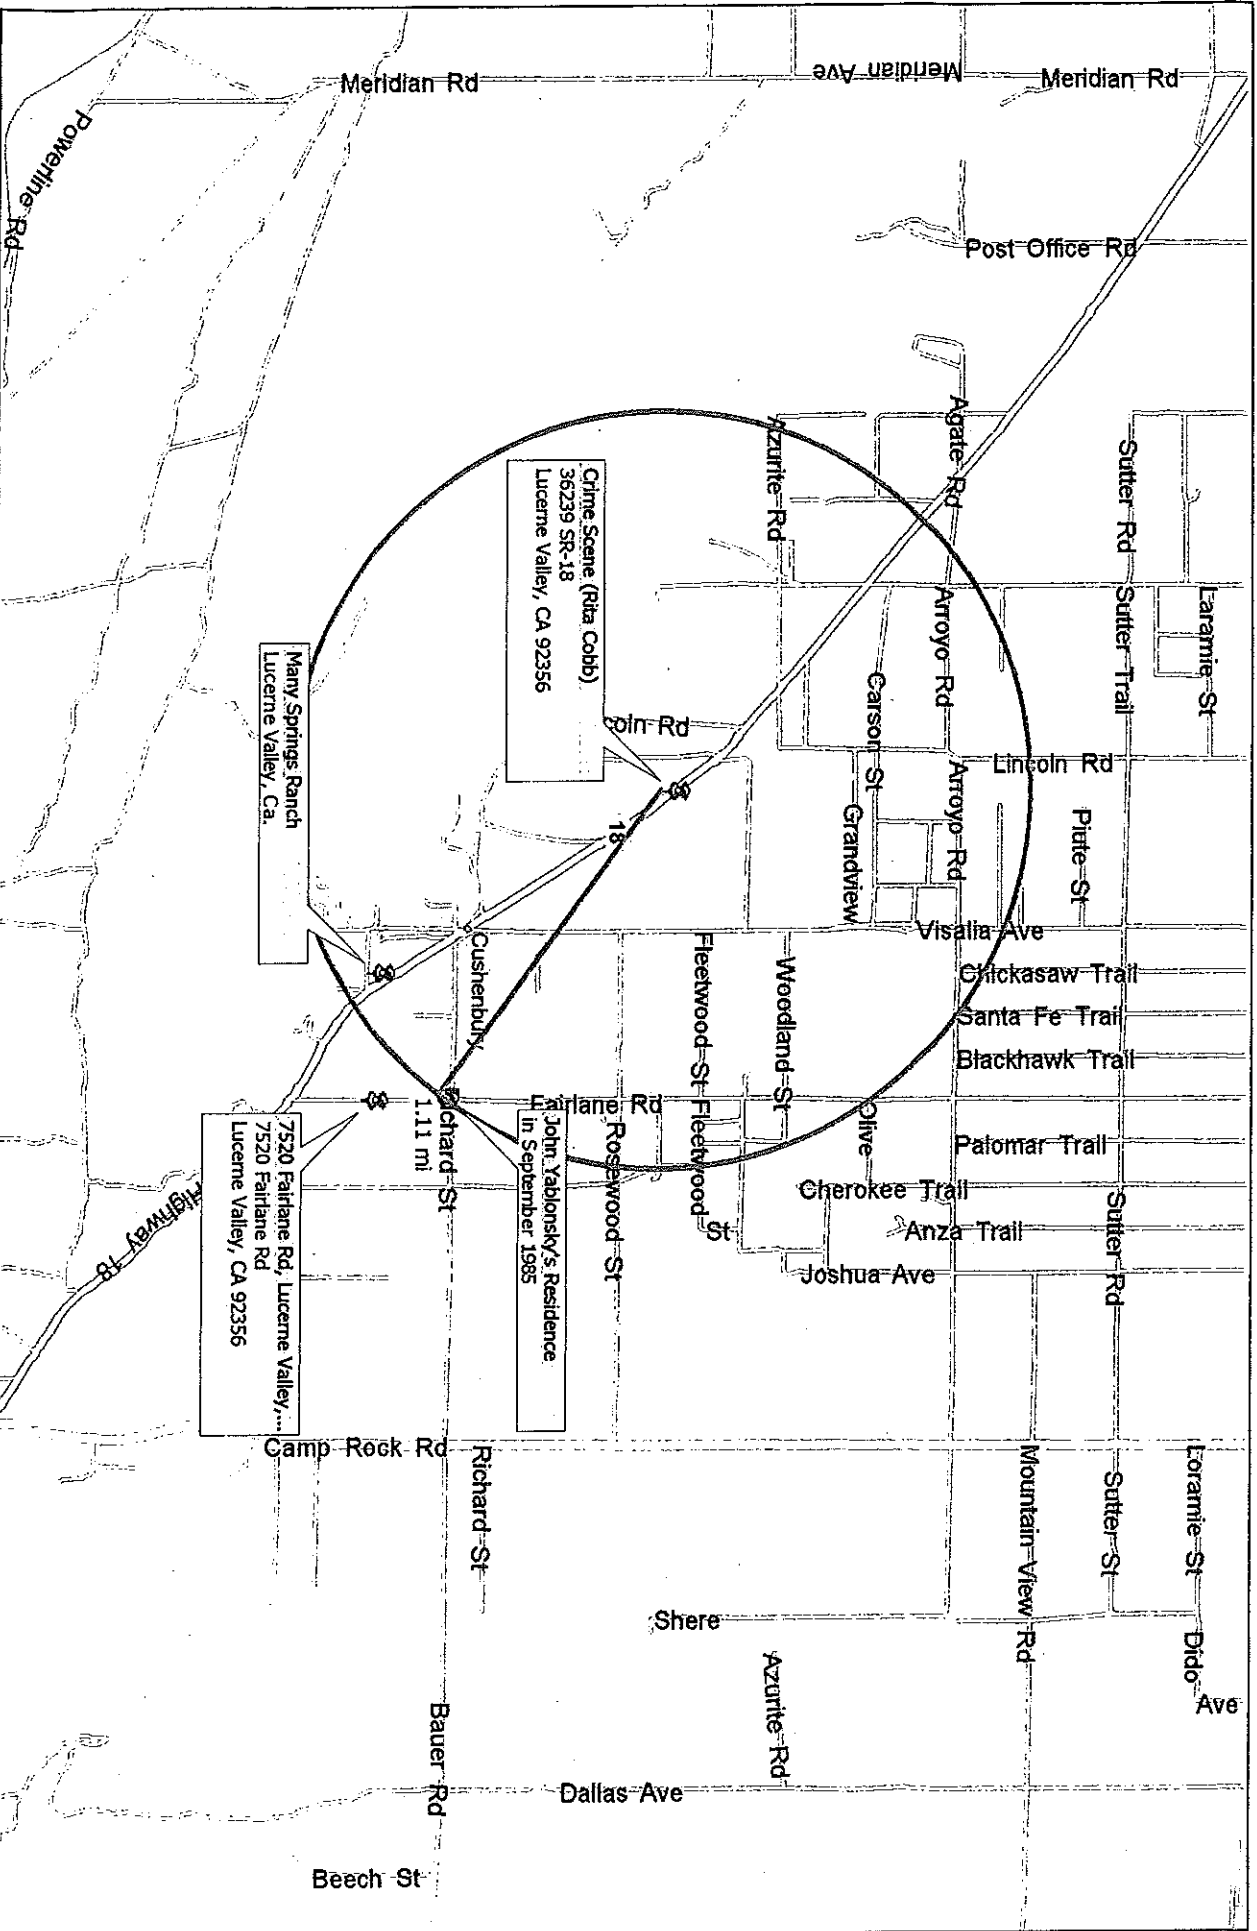 Meridian Rd
Meridian Ave
Meridian Rd
Powerline Rd
Post Office Rd
Agate Rd
Azurite Rd
Sutter Rd
Sutter Trail
Laramie St
Arroyo Rd
Carson St
Lincoln Rd
coln Rd
Arroyo Rd
Grandview
Piute St
Crime Scene (Rita Cobb)
36239 SR-18
Lucerne Valley, CA 92356
Many Springs Ranch
Lucerne Valley, Ca.
18
Cushenbury
Visalia Ave
Chickasaw Trail
Santa Fe Trail
Blackhawk Trail
Fleetwood St
Woodland St
Fairlane Rd
Olive
Palomar Trail
Cherokee Trail
Anza Trail
Joshua Ave
Fleetwood St
Rosewood St
Sutter Rd
Richard St
1.11 mi
John Yablonsky's Residence
in September 1985
7520 Fairlane Rd, Lucerne Valley,...
7520 Fairlane Rd
Lucerne Valley, CA 92356
Highway 18
Camp Rock Rd
Richard St
Mountain View Rd
Sutter St
Loramie St
Shere
Azurite Rd
Dido Ave
Bauer Rd
Dallas Ave
Beech St